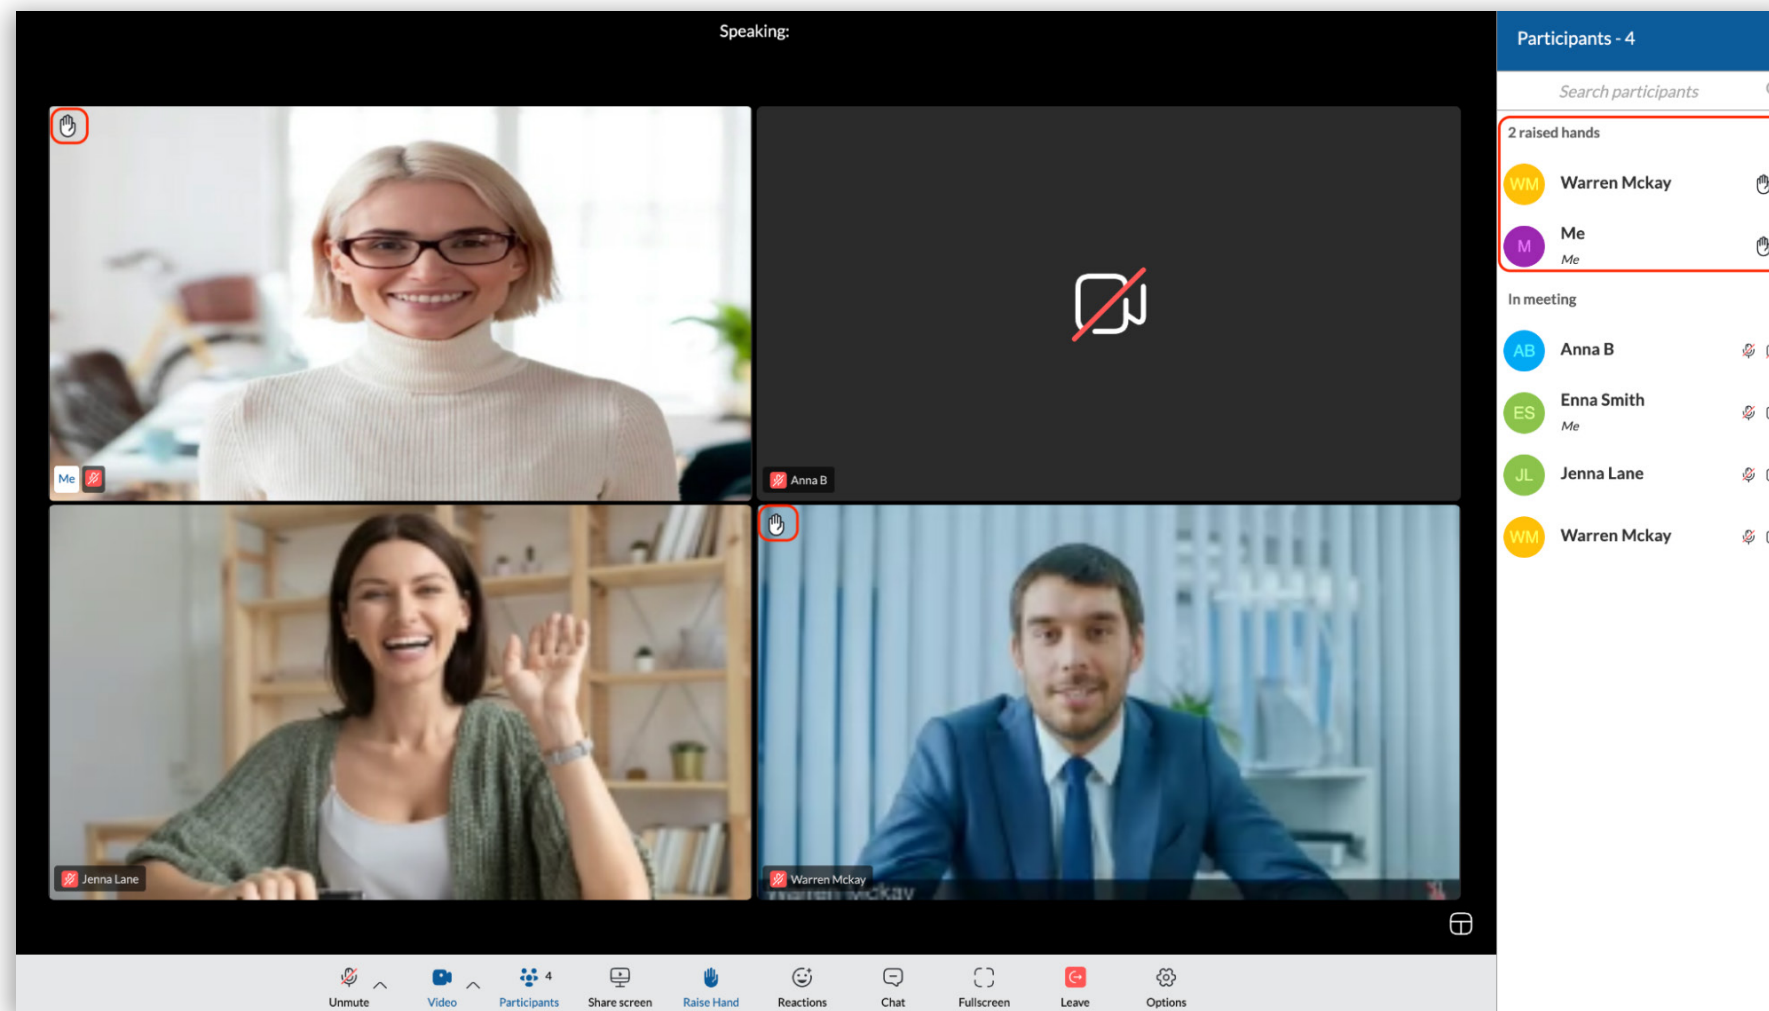 Speaking:
Me
Anna B
Jenna Lane
Warren Mckay
Warren Mckay
Participants - 4
Search participants
2 raised hands
WM Warren Mckay
M Me
Me
In meeting
AB Anna B
ES Enna Smith
Me
JL Jenna Lane
WM Warren Mckay
4
Unmute Video Participants Share screen Raise Hand Reactions Chat Fullscreen Leave Options